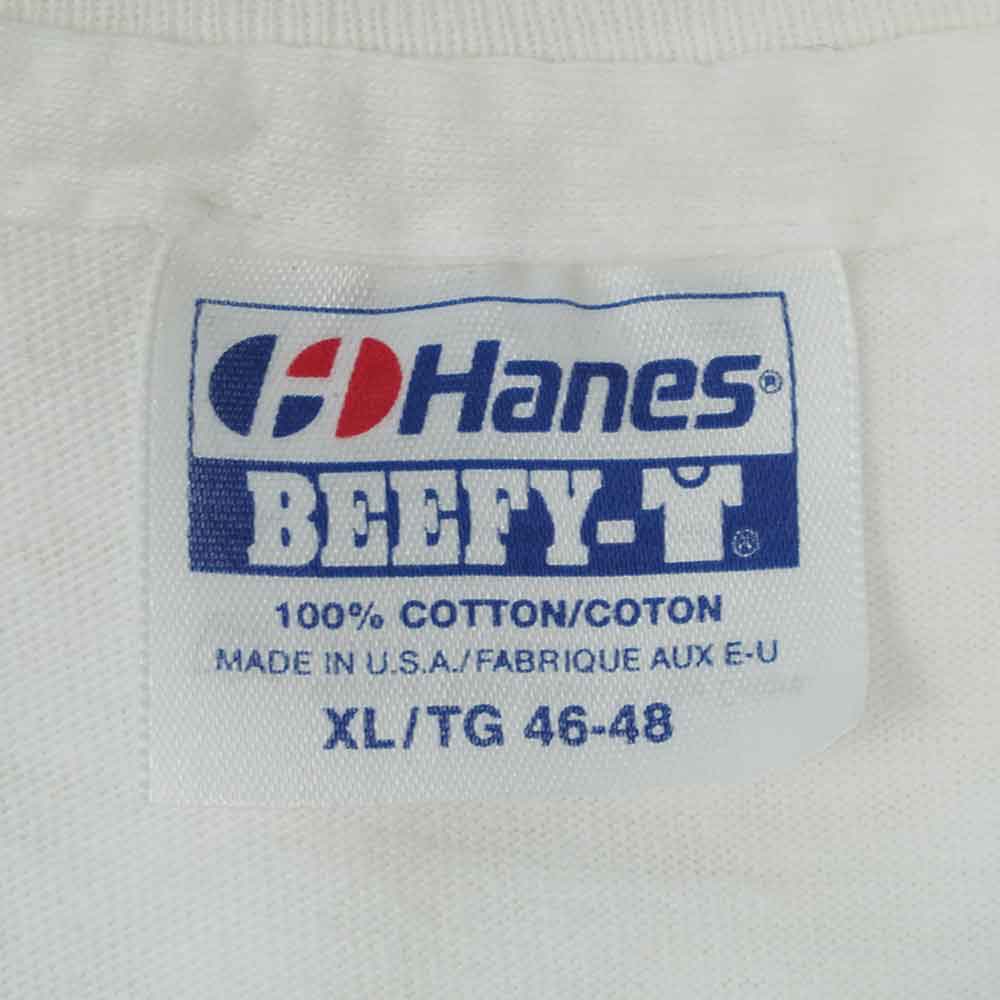 Hanes®
BEEFY-T®
100% COTTON/COTON
MADE IN U.S.A./FABRIQUE AUX E-U
XL/TG 46-48